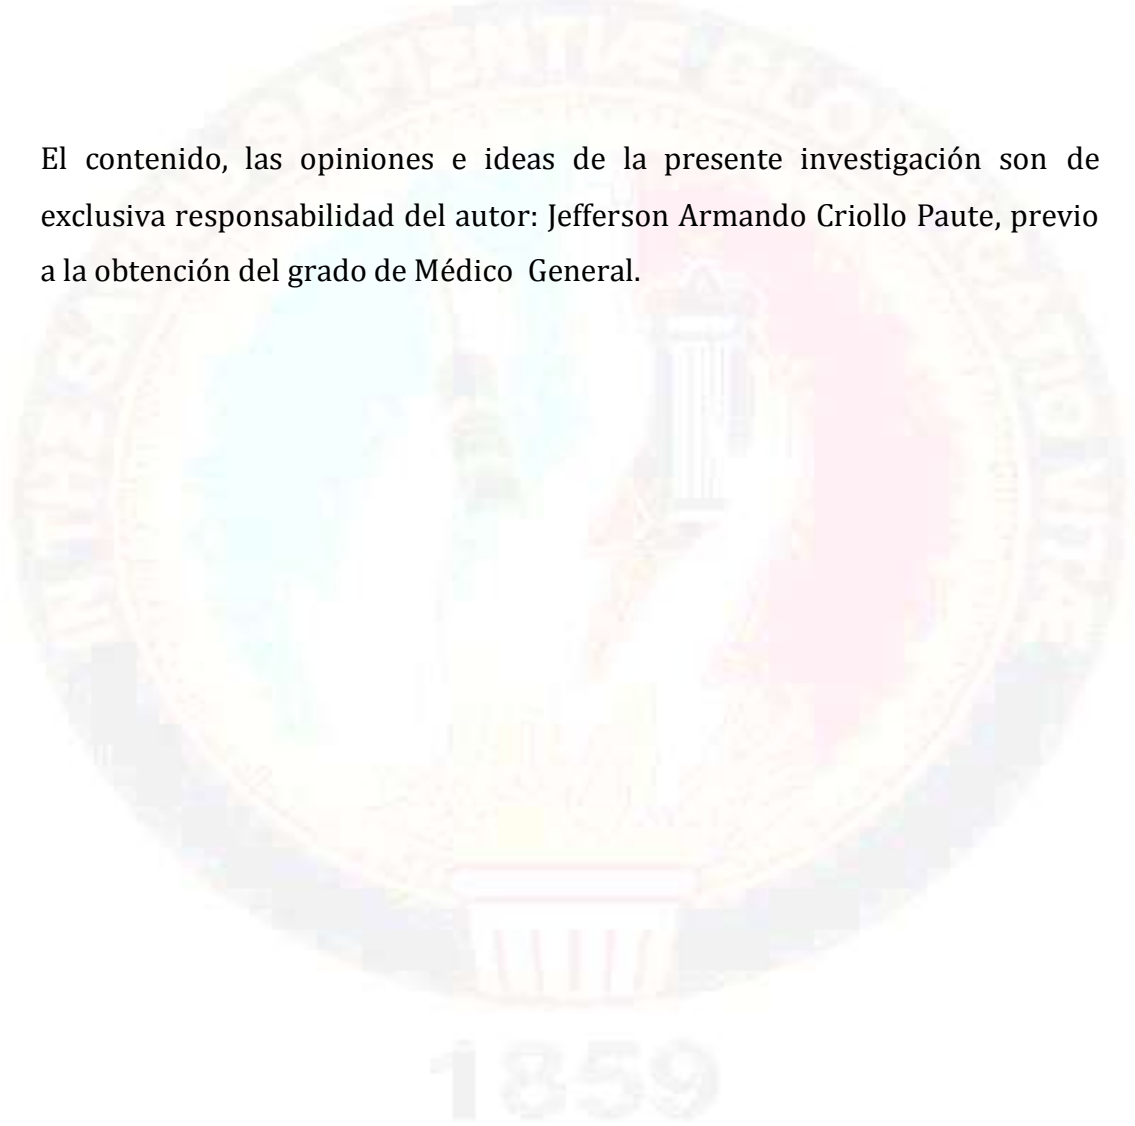 El contenido, las opiniones e ideas de la presente investigación son de
exclusiva responsabilidad del autor: Jefferson Armando Criollo Paute, previo
a la obtención del grado de Médico General.
1859